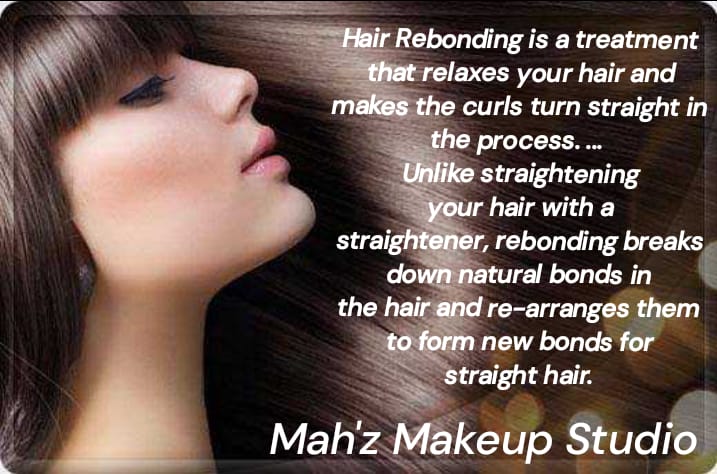 Hair Rebonding is a treatment
that relaxes your hair and
makes the curls turn straight in
the process. ...
Unlike straightening
your hair with a
straightener, rebonding breaks
down natural bonds in
the hair and re-arranges them
to form new bonds for
straight hair.
Mah'z Makeup Studio